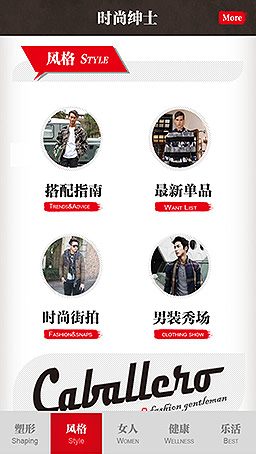 时尚绅士
More
风格 STYLE
搭配指南
TRENDS&ADVICE
最新单品
WANT LIST
时尚街拍
FASHION&SNAPS
男装秀场
CLOTHING SHOW
Caballero
fashion gentleman
塑形
Shaping
风格
Style
女人
WOMEN
健康
WELLNESS
乐活
BEST